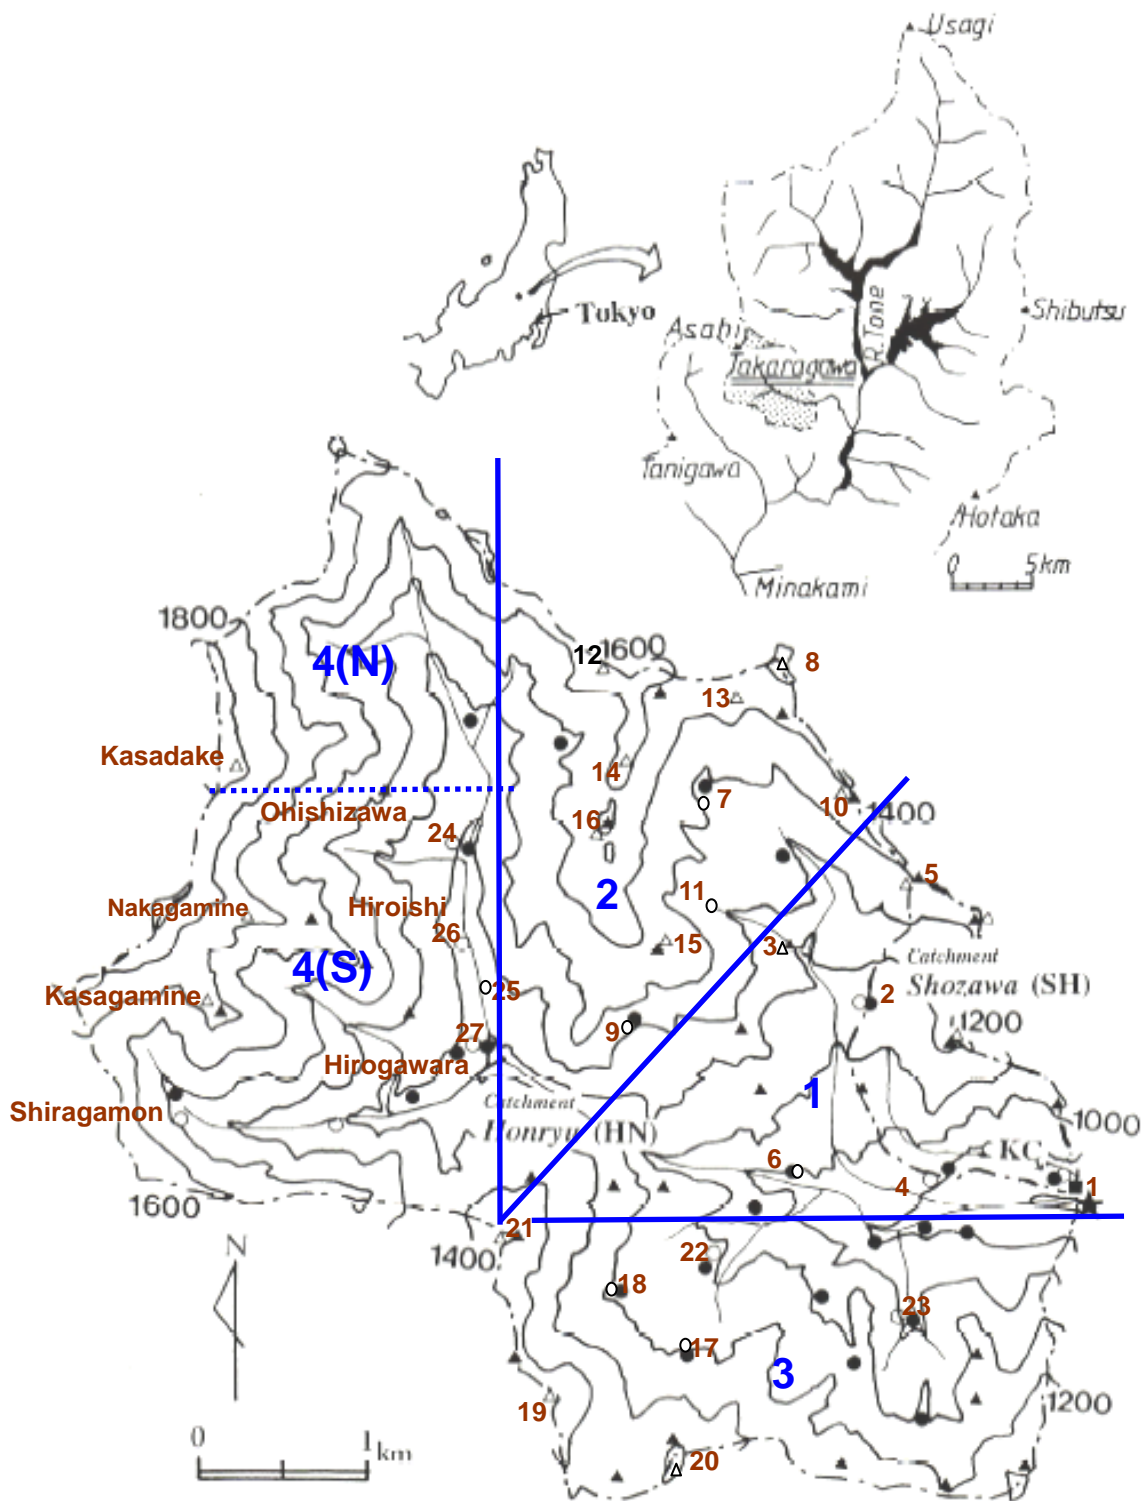 Usagi
Tokyo
R.Tone
Shibutsu
Asahi
Takaragawa
Tanigawa
Hotaka
0 5km
Minakami
1800
12 1600
8
4(N)
13
Kasadake
14
7
10
1400
Ohishizawa
16
24
2
5
11
Nakagamine
Hiroishi
26
15
3
4(S)
Catchment
Shozawa (SH)
Kasagamine
25
2
9
1200
27
Hirogawara
1
Catchment
Honryu (HN)
Shiragamon
1000
KC
6
4
1
1600
21
N
1400
22
18
23
17
3
19
1200
0 1km
20